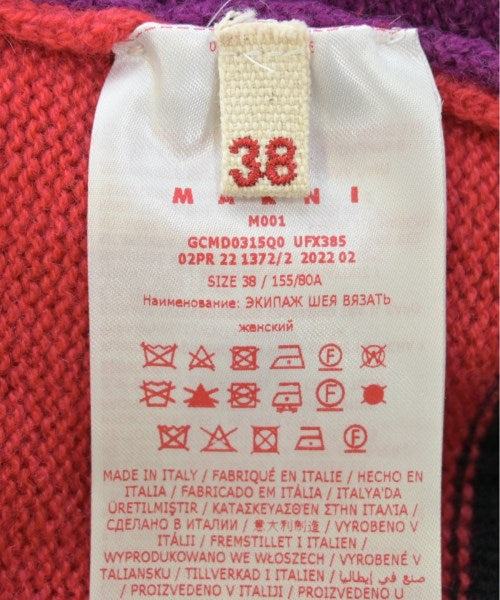 38
MARNI
M001
GCMD0315Q0 UFX385
02PR 22 1372/2 2022 02
SIZE 38 / 155/80A
Наименование: ЭКИПАЖ ШЕЯ ВЯЗАТЬ
женский
MADE IN ITALY / FABRIQUÉ EN ITALIE / HECHO EN
ITALIA / FABRICADO EM ITÁLIA / ITALYA'DA
ÜRETILMIŞTIR / ΚΑΤΑΣΚΕΥΑΣΘΕΝ ΣΤΗΝ ΙΤΑΛΙΑ /
СДЕЛАНО В ИТАЛИИ / 意大利制造 / VYROBENO V
ITÁLII / FREMSTILLET I ITALIEN /
WYPRODUKOWANO WE WŁOSZECH / VYROBENÉ V
TALIANSKU / TILLVERKAD I ITALIEN / صنع في إيطاليا
/ PROIZVEDENO V ITALIJI / PROIZVEDENO U